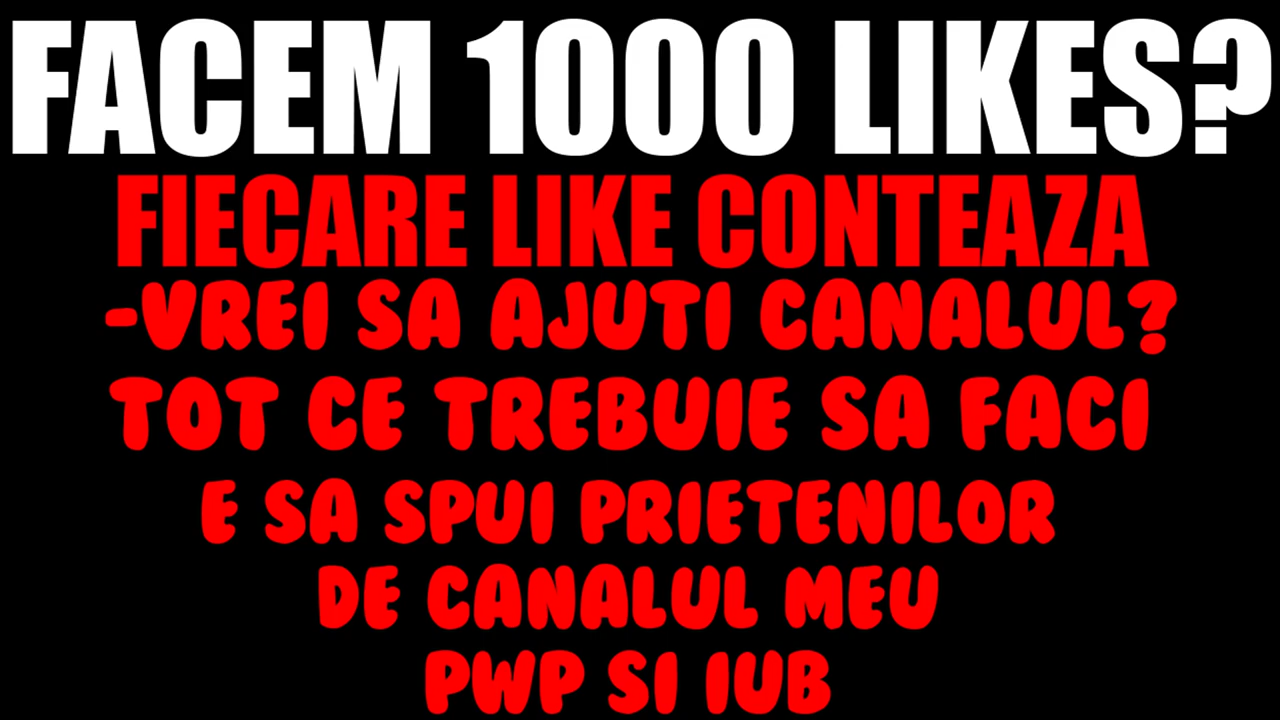 FACEM 1000 LIKES?
FIECARE LIKE CONTEAZA
-VREI SA AJUTI CANALUL?
TOT CE TREBUIE SA FACI
E SA SPUI PRIETENILOR
DE CANALUL MEU
PWP SI IUB